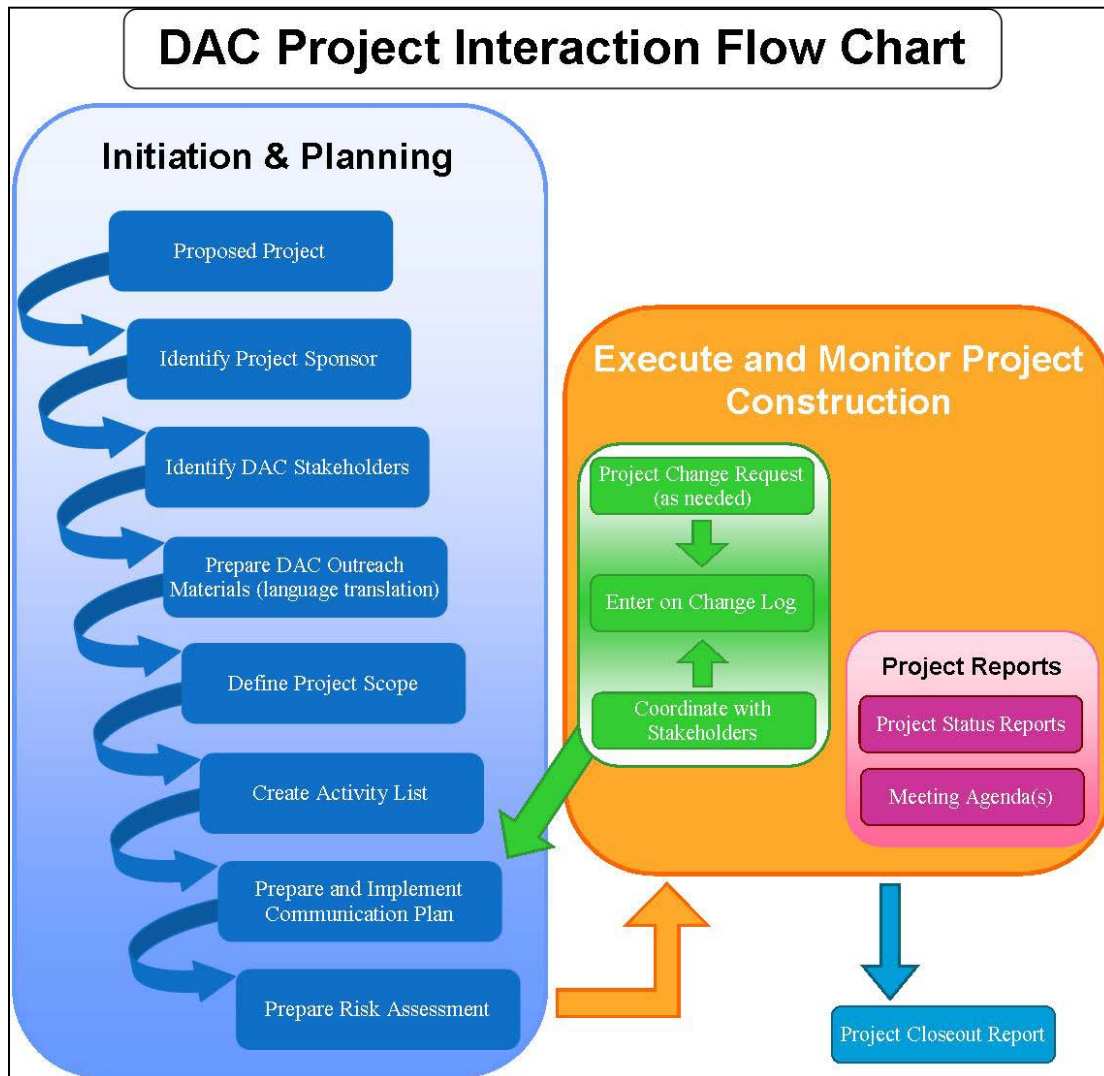 DAC Project Interaction Flow Chart
Initiation & Planning
Proposed Project
Identify Project Sponsor
Identify DAC Stakeholders
Prepare DAC Outreach
Materials (language translation)
Define Project Scope
Create Activity List
Prepare and Implement
Communication Plan
Prepare Risk Assessment
Execute and Monitor Project
Construction
Project Change Request
(as needed)
Enter on Change Log
Coordinate with
Stakeholders
Project Reports
Project Status Reports
Meeting Agenda(s)
Project Closeout Report